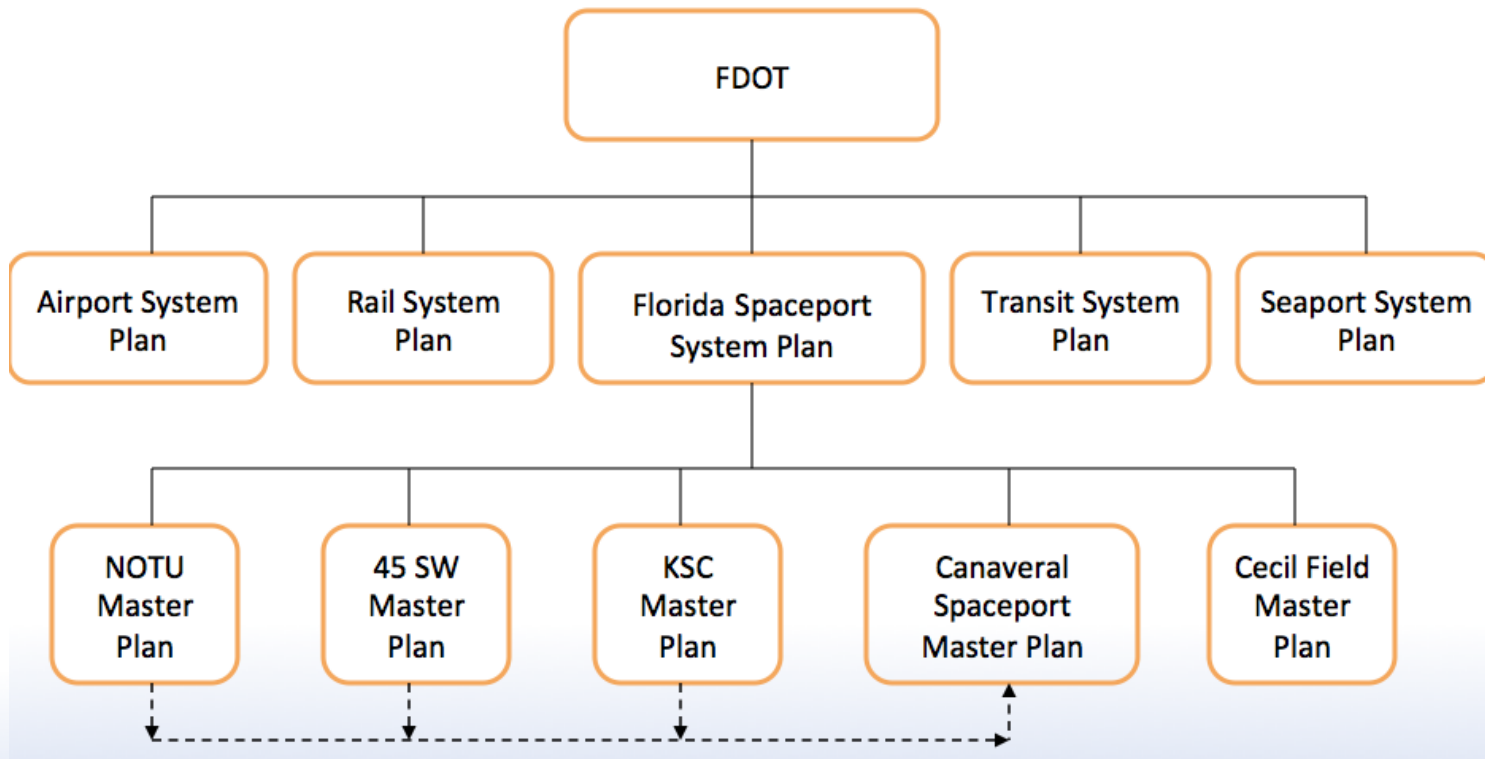 FDOT
Airport System
Plan
Rail System
Plan
Florida Spaceport
System Plan
Transit System
Plan
Seaport System
Plan
NOTU
Master
Plan
45 SW
Master
Plan
KSC
Master
Plan
Canaveral
Spaceport
Master Plan
Cecil Field
Master
Plan